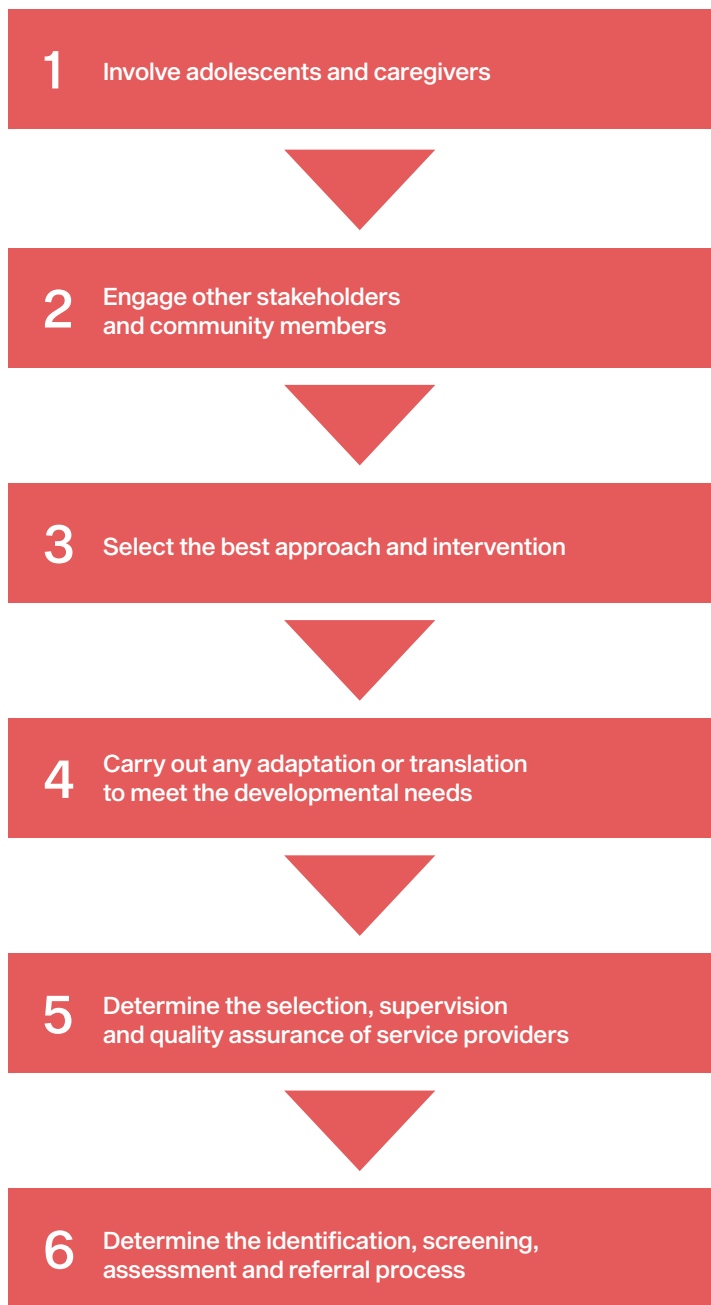 1 Involve adolescents and caregivers
2 Engage other stakeholders
and community members
3 Select the best approach and intervention
4 Carry out any adaptation or translation
to meet the developmental needs
5 Determine the selection, supervision
and quality assurance of service providers
6 Determine the identification, screening,
assessment and referral process